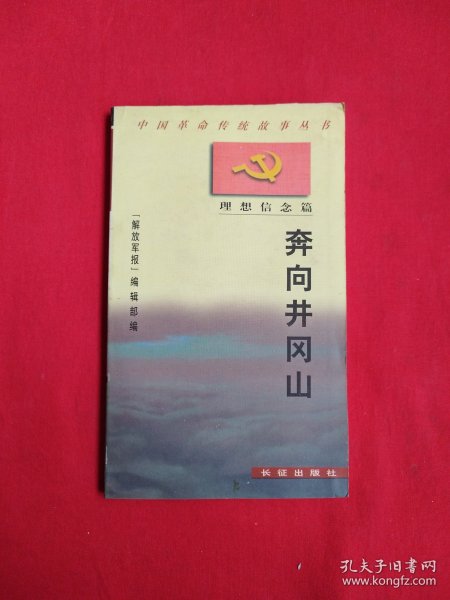 中国革命传统故事丛书
理想信念篇
奔向井冈山
「解放军报」编辑部编
长征出版社
孔夫子旧书网
www.kongfz.com